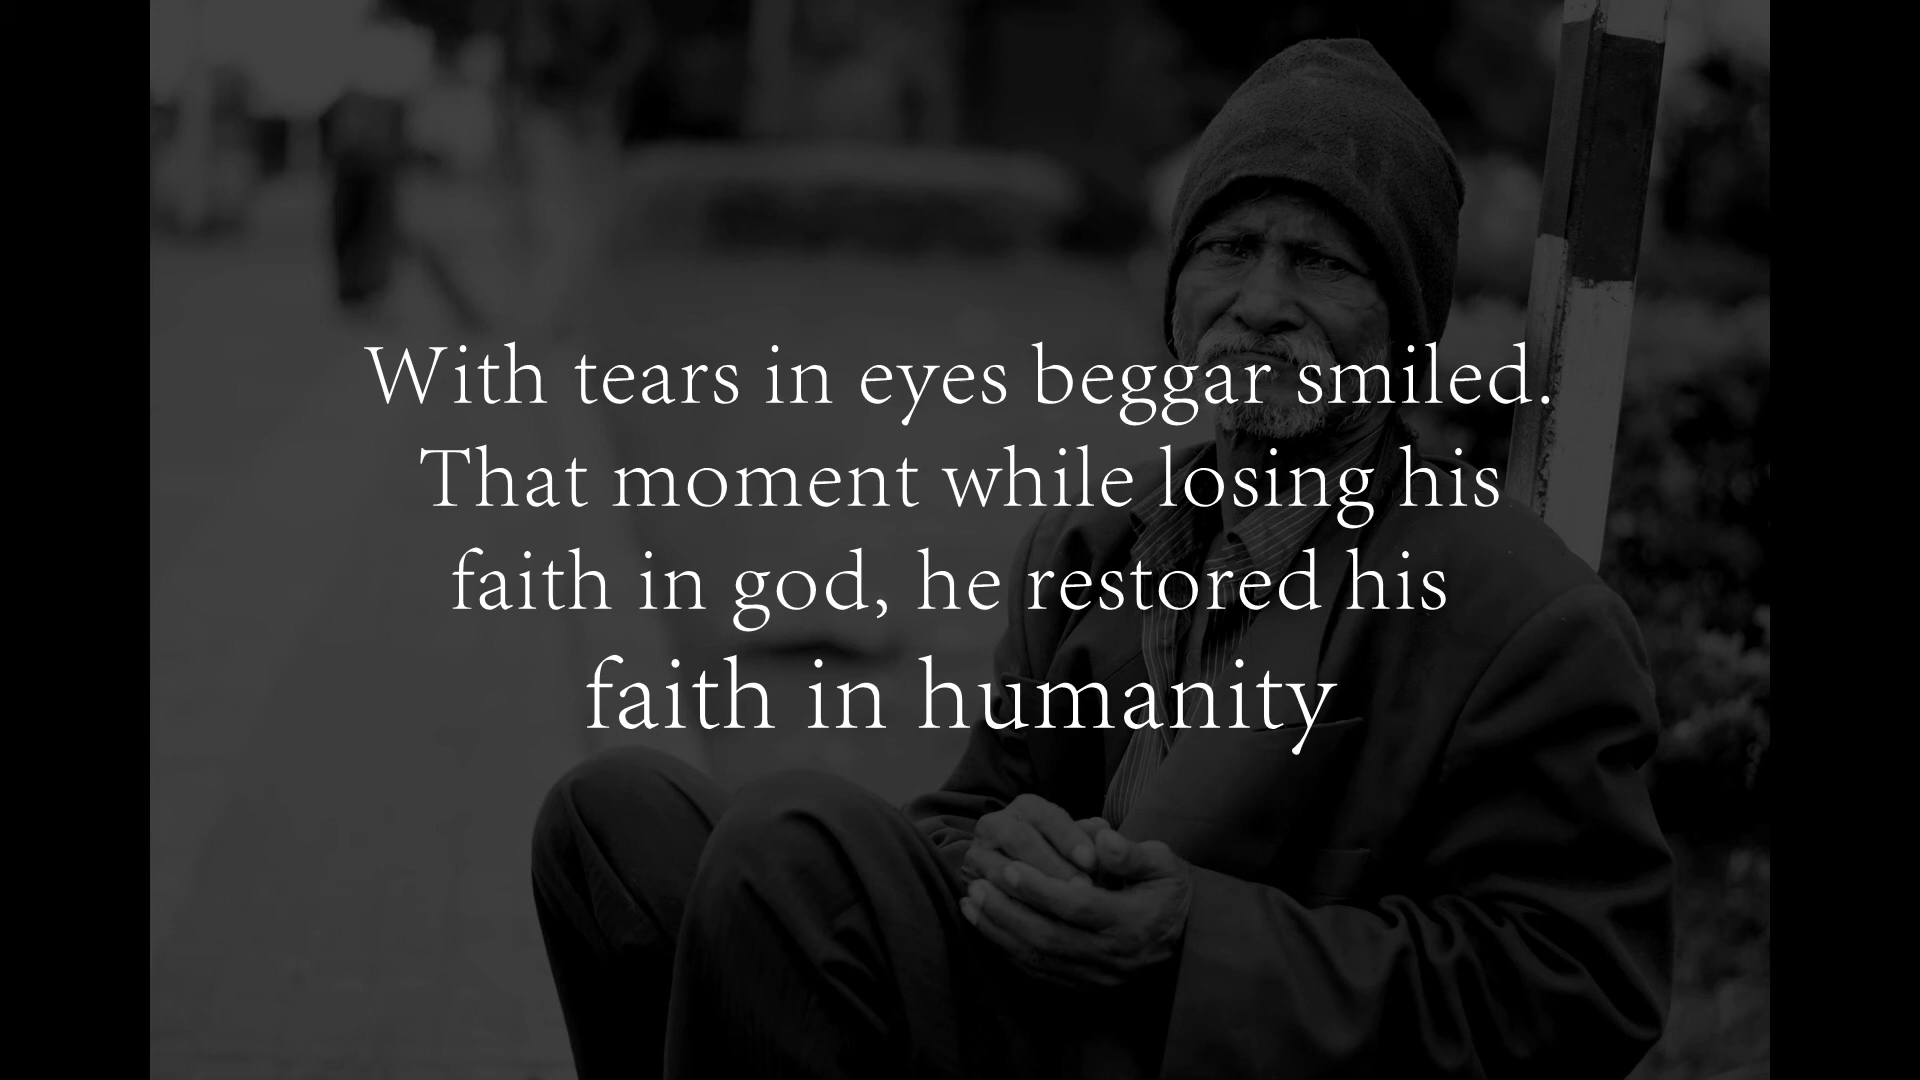 With tears in eyes beggar smiled.
That moment while losing his
faith in god, he restored his
faith in humanity